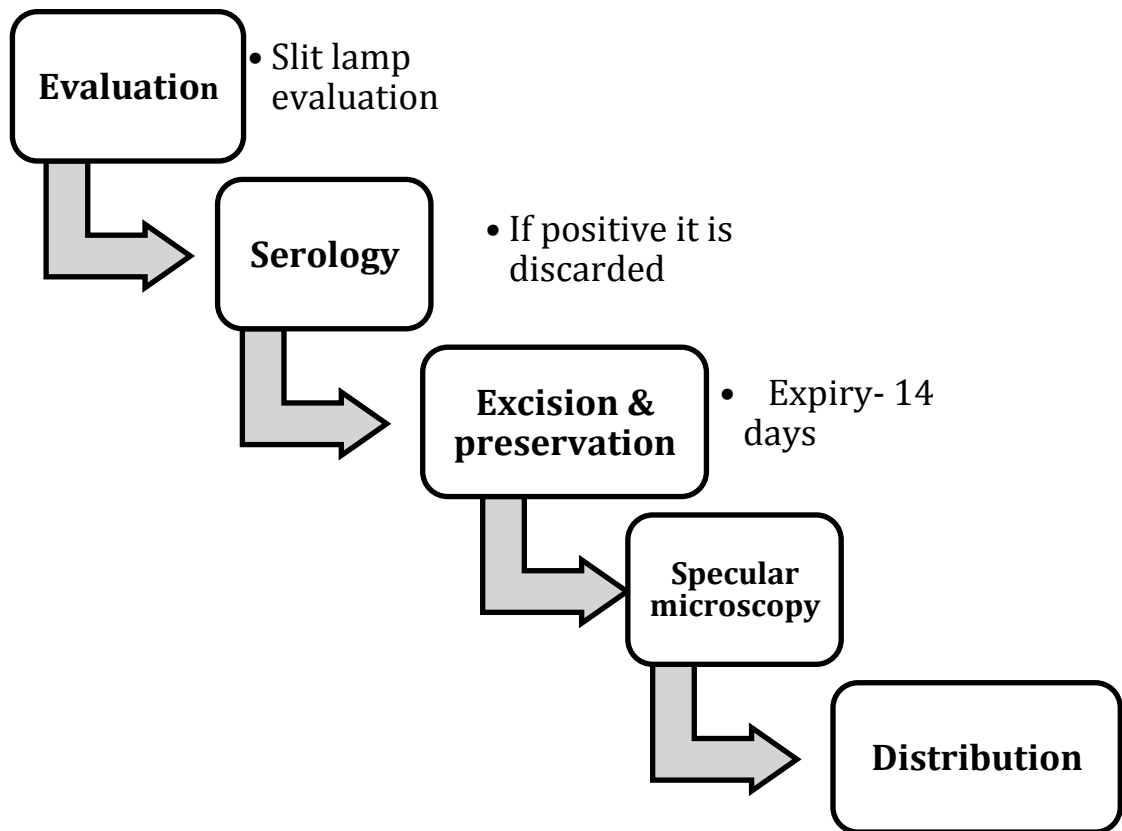 Evaluation
• Slit lamp
evaluation
Serology
• If positive it is
discarded
Excision &
preservation
• Expiry- 14
days
Specular
microscopy
Distribution